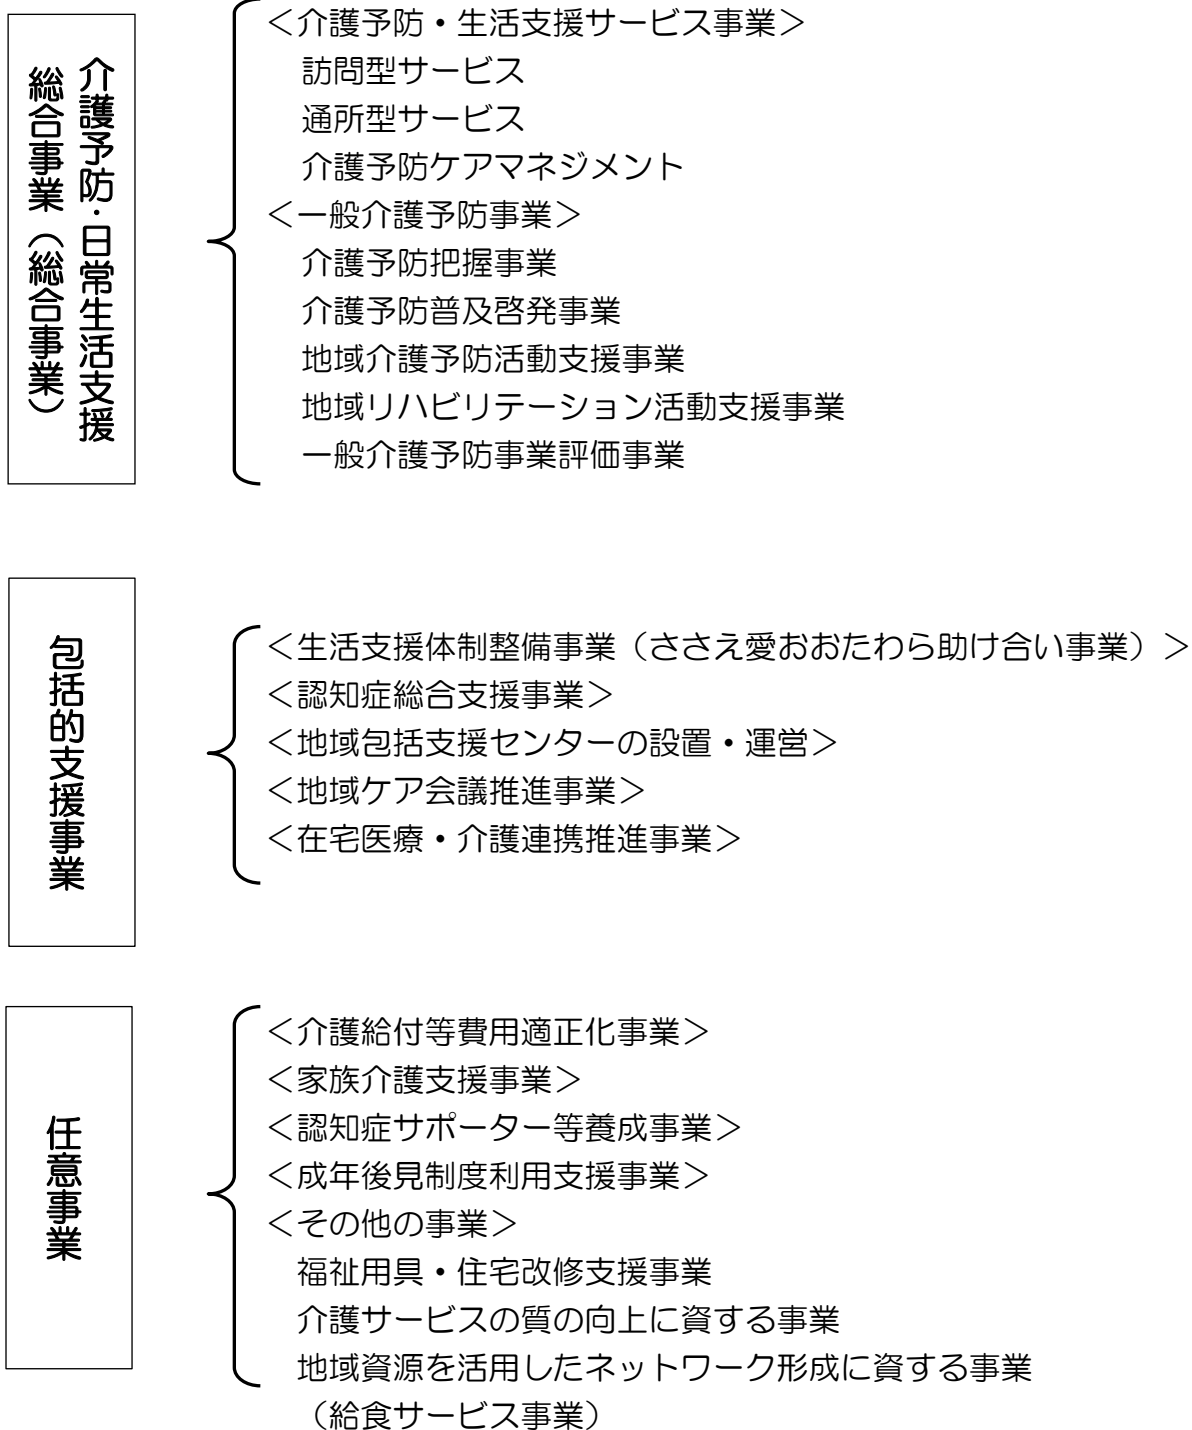 介護予防・日常生活支援
総合事業（総合事業）
＜介護予防・生活支援サービス事業＞
訪問型サービス
通所型サービス
介護予防ケアマネジメント
＜一般介護予防事業＞
介護予防把握事業
介護予防普及啓発事業
地域介護予防活動支援事業
地域リハビリテーション活動支援事業
一般介護予防事業評価事業
包括的支援事業
＜生活支援体制整備事業（ささえ愛おおたわら助け合い事業）＞
＜認知症総合支援事業＞
＜地域包括支援センターの設置・運営＞
＜地域ケア会議推進事業＞
＜在宅医療・介護連携推進事業＞
任意事業
＜介護給付等費用適正化事業＞
＜家族介護支援事業＞
＜認知症サポーター等養成事業＞
＜成年後見制度利用支援事業＞
＜その他の事業＞
福祉用具・住宅改修支援事業
介護サービスの質の向上に資する事業
地域資源を活用したネットワーク形成に資する事業
（給食サービス事業）